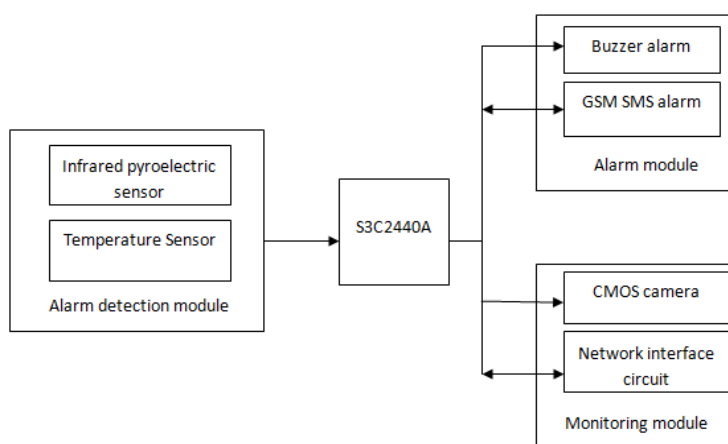 Infrared pyroelectric
sensor
Temperature Sensor
Alarm detection module
S3C2440A
Buzzer alarm
GSM SMS alarm
Alarm module
CMOS camera
Network interface
circuit
Monitoring module